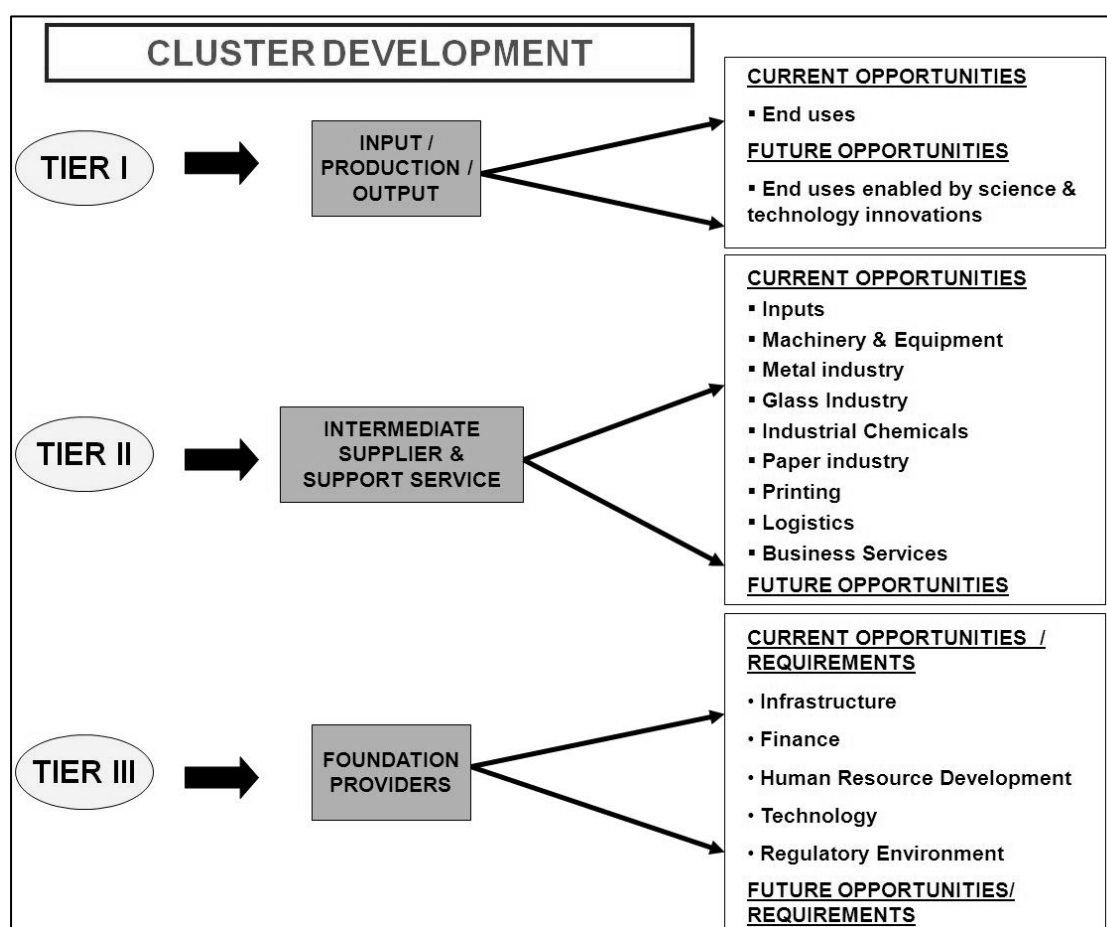 CLUSTER DEVELOPMENT
TIER I
INPUT /
PRODUCTION /
OUTPUT
CURRENT OPPORTUNITIES
▪ End uses
FUTURE OPPORTUNITIES
▪ End uses enabled by science &
technology innovations
TIER II
INTERMEDIATE
SUPPLIER &
SUPPORT SERVICE
CURRENT OPPORTUNITIES
▪ Inputs
▪ Machinery & Equipment
▪ Metal industry
▪ Glass Industry
▪ Industrial Chemicals
▪ Paper industry
▪ Printing
▪ Logistics
▪ Business Services
FUTURE OPPORTUNITIES
TIER III
FOUNDATION
PROVIDERS
CURRENT OPPORTUNITIES /
REQUIREMENTS
• Infrastructure
• Finance
• Human Resource Development
• Technology
• Regulatory Environment
FUTURE OPPORTUNITIES/
REQUIREMENTS